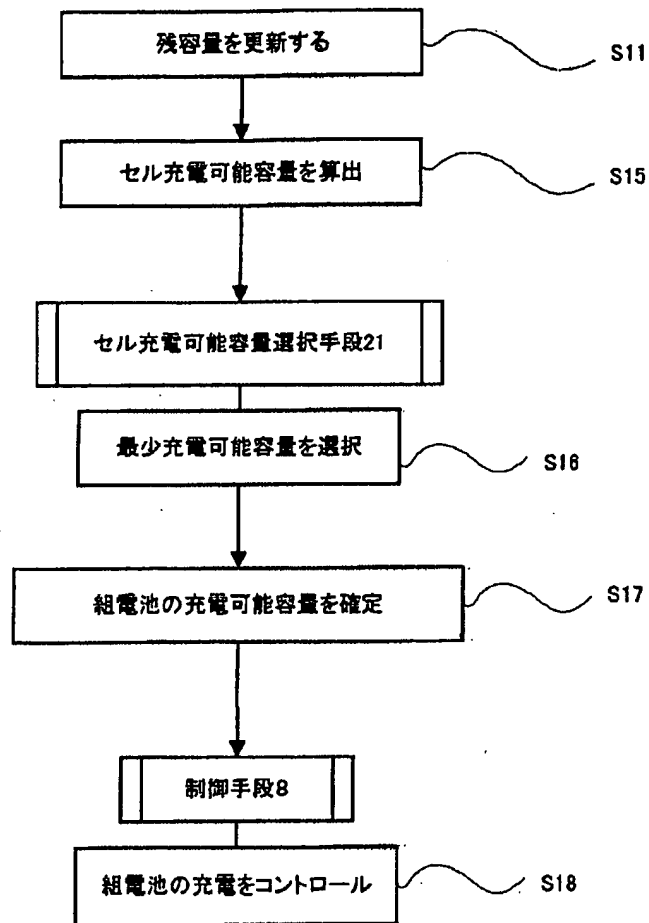 残容量を更新する
S11
セル充電可能容量を算出
S15
セル充電可能容量選択手段21
最少充電可能容量を選択
S16
組電池の充電可能容量を確定
S17
制御手段8
組電池の充電をコントロール
S18